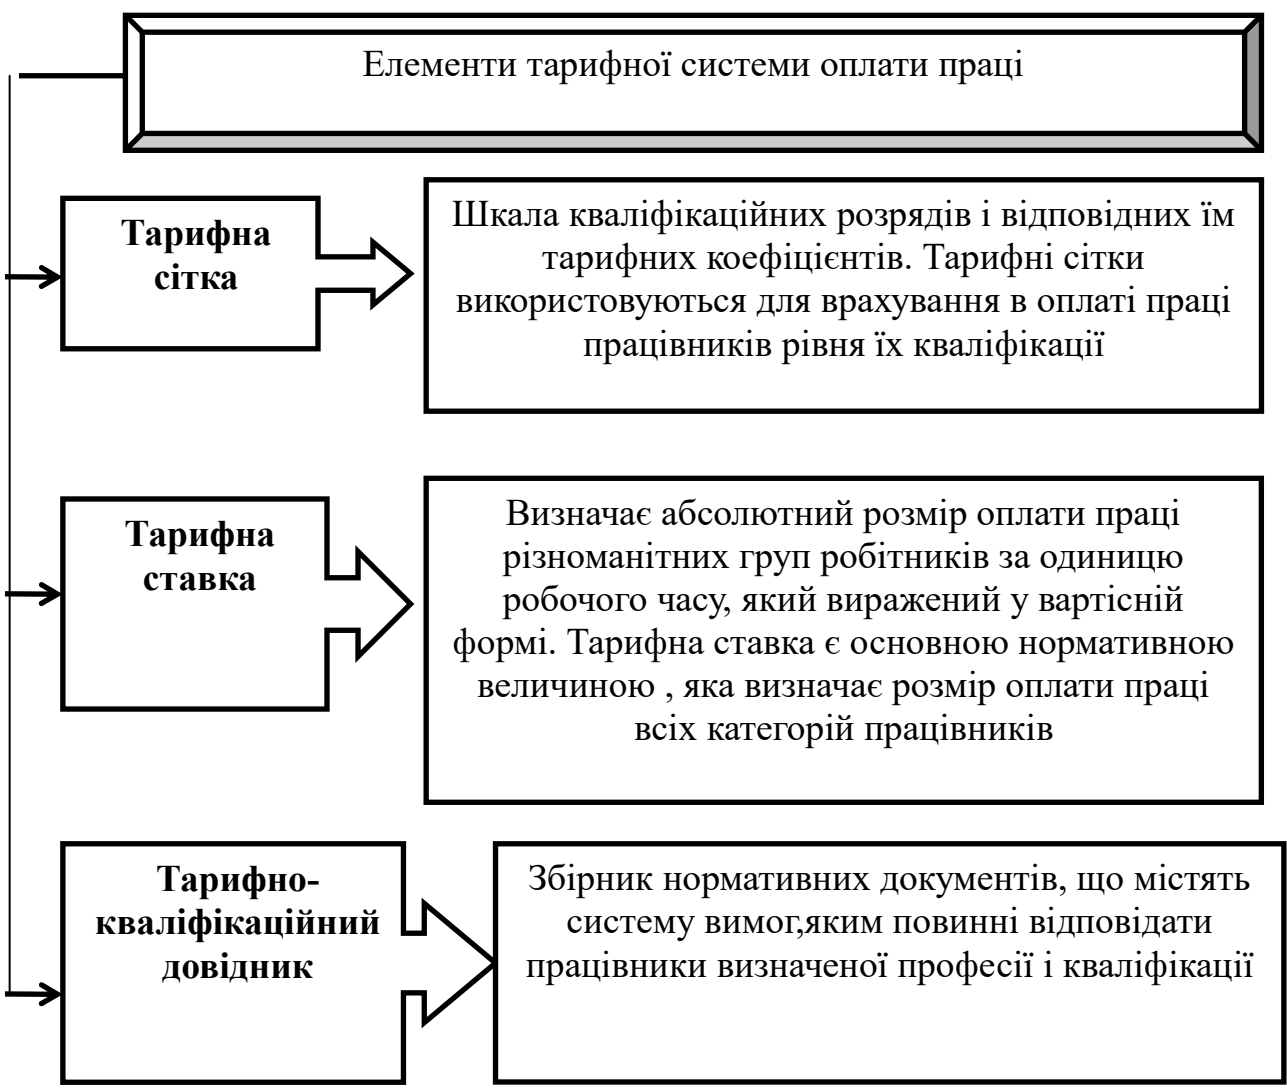 Елементи тарифної системи оплати праці
Тарифна
сітка
Шкала кваліфікаційних розрядів і відповідних їм
тарифних коефіцієнтів. Тарифні сітки
використовуються для врахування в оплаті праці
працівників рівня їх кваліфікації
Тарифна
ставка
Визначає абсолютний розмір оплати праці
різноманітних груп робітників за одиницю
робочого часу, який виражений у вартісній
формі. Тарифна ставка є основною нормативною
величиною , яка визначає розмір оплати праці
всіх категорій працівників
Тарифно-
кваліфікаційний
довідник
Збірник нормативних документів, що містять
систему вимог,яким повинні відповідати
працівники визначеної професії і кваліфікації